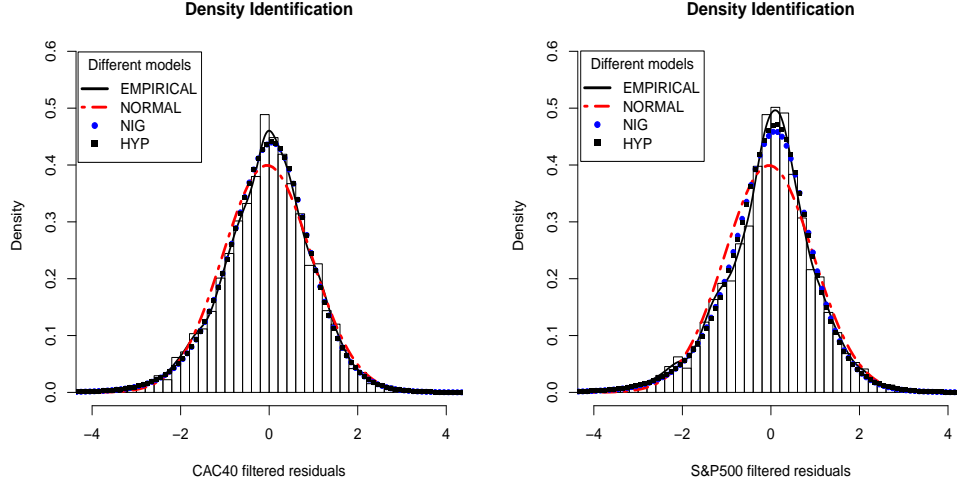 Density Identification
Density
0.0
0.1
0.2
0.3
0.4
0.5
0.6
Different models
EMPIRICAL
NORMAL
NIG
HYP
−4
−2
0
2
4
CAC40 filtered residuals
Density Identification
Density
0.0
0.1
0.2
0.3
0.4
0.5
0.6
Different models
EMPIRICAL
NORMAL
NIG
HYP
−4
−2
0
2
4
S&P500 filtered residuals